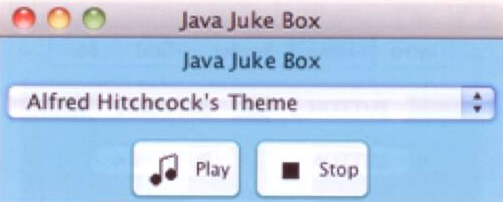 Java Juke Box
Java Juke Box
Alfred Hitchcock's Theme
Play Stop